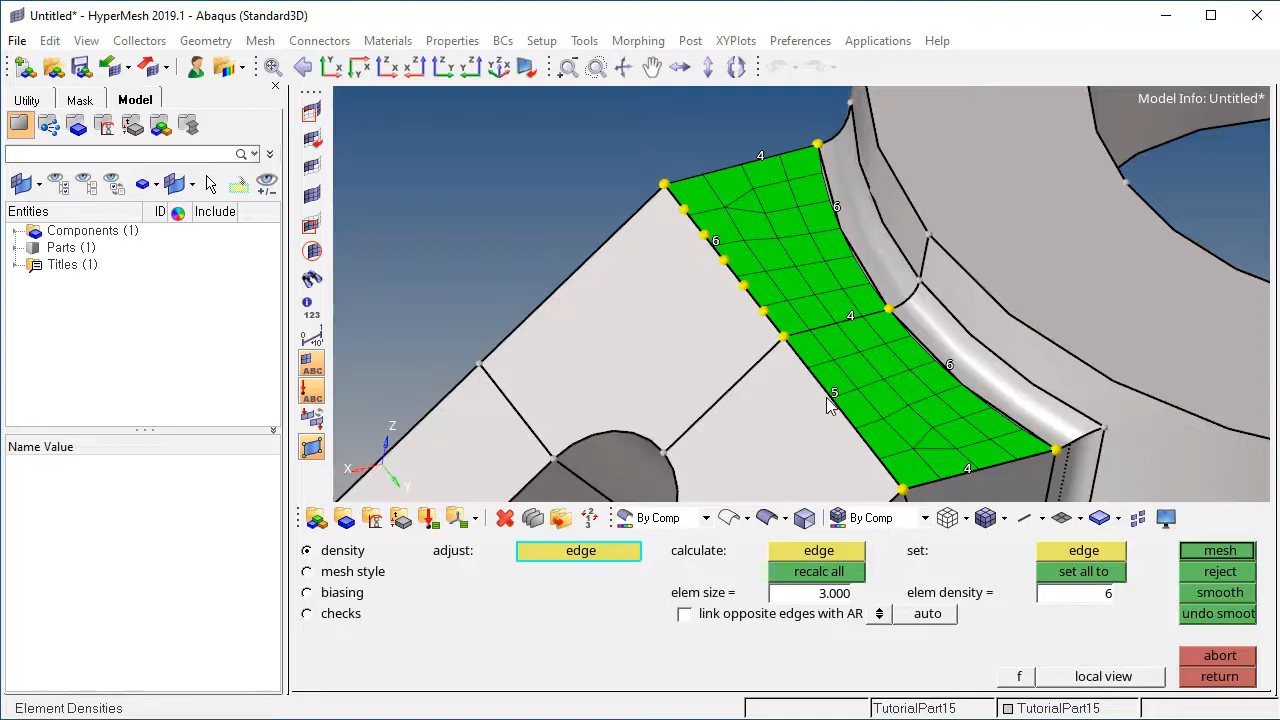 Untitled* - HyperMesh 2019.1 - Abaqus (Standard3D)
File Edit View Collectors Geometry Mesh Connectors Materials Properties BCs Setup Tools Morphing Post XYPlots Preferences Applications Help
Utility Mask Model
Model Info: Untitled*
Entities ID Include
Components (1)
Parts (1)
Titles (1)
Name Value
123
ABC
ABC
4
6
6
4
6
5
4
Z
X
Y
By Comp
By Comp
density adjust: edge calculate: edge set: edge mesh
mesh style recalc all set all to reject
biasing elem size = 3.000 elem density = 6 smooth
checks link opposite edges with AR auto undo smoot
abort
f local view return
Element Densities TutorialPart15 TutorialPart15